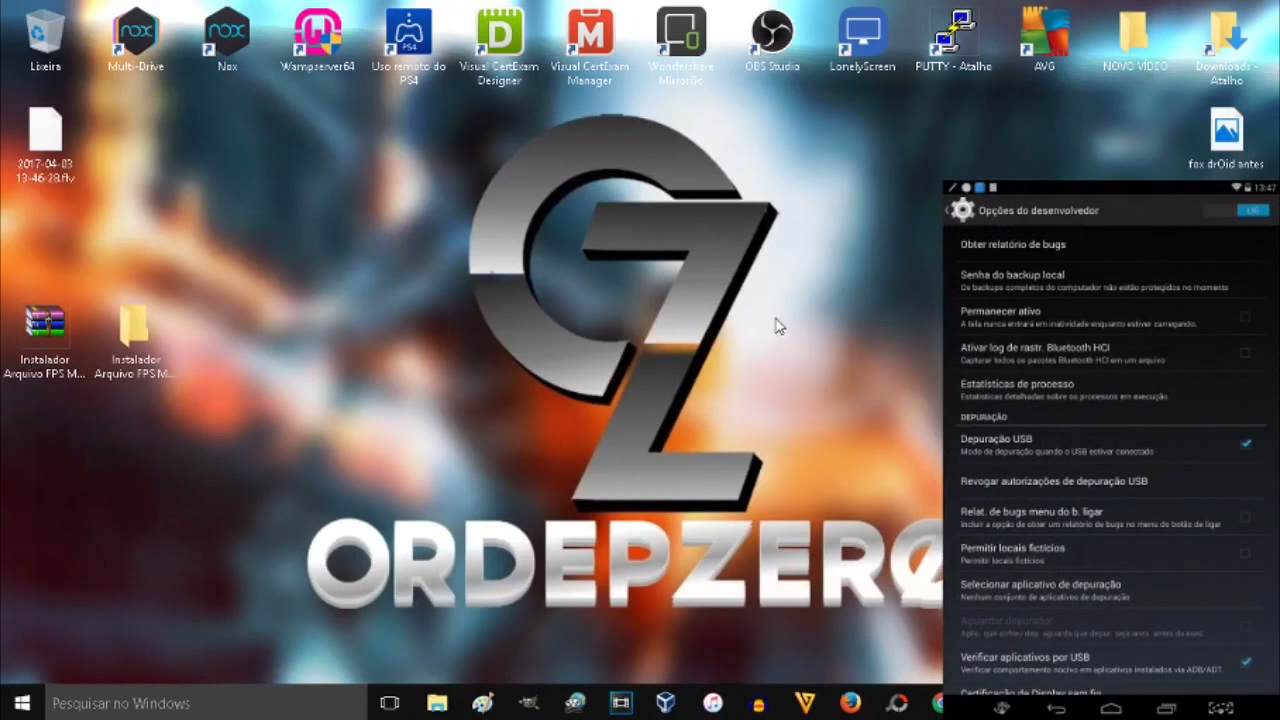 Lixeira
Multi-Drive
Nox
Wampserver64
Uso remoto do
PS4
Visual CertExam
Designer
Visual CertExam
Manager
Wondershare
MirrorGo
OBS Studio
LonelyScreen
PUTTY - Atalho
AVG
NOVO VÍDEO
Downloads -
Atalho
2017-04-03
13-46-28.flv
fox drOid antes
Instalador
Arquivo FPS M...
Instalador
Arquivo FPS M...
OZ
ORDEPZERØ
13:47
Opções do desenvolvedor
Obter relatório de bugs
Senha do backup local
Os backups completos do computador não estão protegidos no momento
Permanecer ativo
A tela nunca entrará em inatividade enquanto estiver carregando.
Ativar log de rastr. Bluetooth HCI
Capturar todos os pacotes Bluetooth HCI em um arquivo
Estatísticas de processo
Estatísticas detalhadas sobre os processos em execução
DEPURAÇÃO
Depuração USB
Modo de depuração quando o USB estiver conectado
Revogar autorizações de depuração USB
Relat. de bugs menu do b. ligar
Incluir a opção de obter um relatório de bugs no menu do botão de ligar
Permitir locais fictícios
Permitir locais fictícios
Selecionar aplicativo de depuração
Nenhum conjunto de aplicativos de depuração
Aguardar depurador
Verificar aplicativos por USB
Verificar comportamento nocivo em aplicativos instalados via ADB/ADT.
Certificação de Display sem fio
Pesquisar no Windows